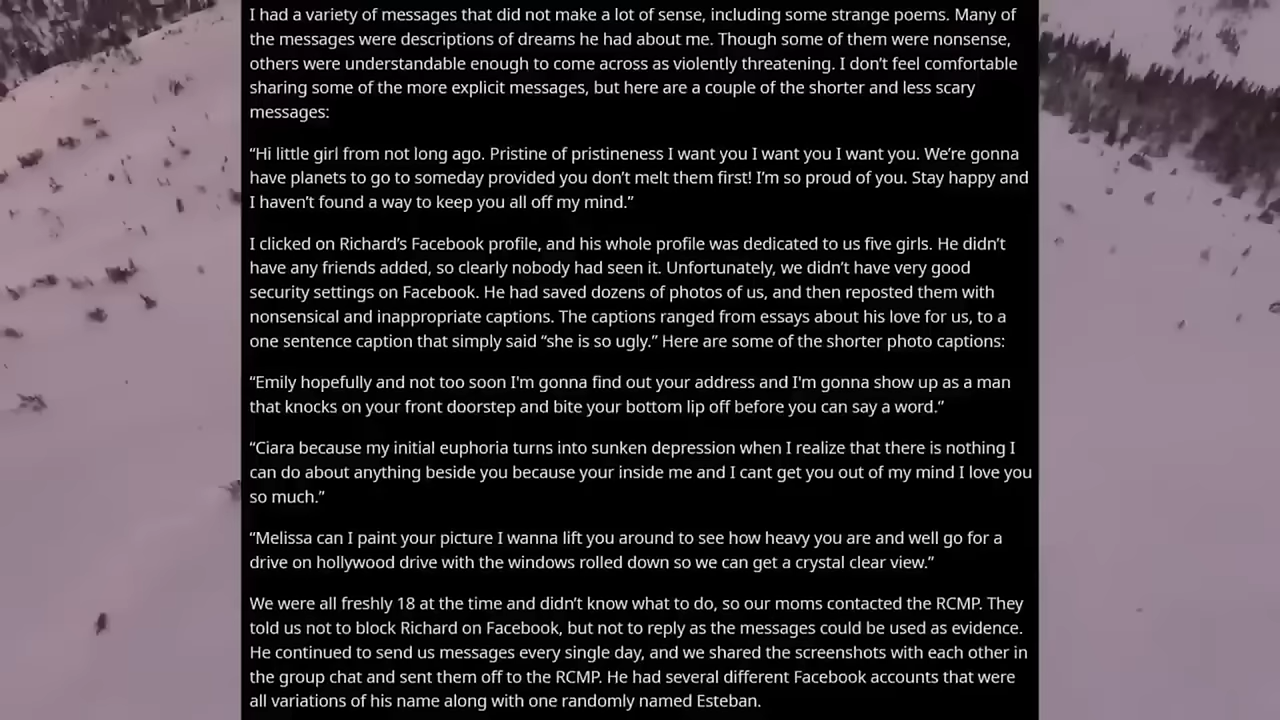 I had a variety of messages that did not make a lot of sense, including some strange poems. Many of
the messages were descriptions of dreams he had about me. Though some of them were nonsense,
others were understandable enough to come across as violently threatening. I don’t feel comfortable
sharing some of the more explicit messages, but here are a couple of the shorter and less scary
messages:
“Hi little girl from not long ago. Pristine of pristineness I want you I want you I want you. We’re gonna
have planets to go to someday provided you don’t melt them first! I’m so proud of you. Stay happy and
I haven’t found a way to keep you all off my mind.”
I clicked on Richard’s Facebook profile, and his whole profile was dedicated to us five girls. He didn’t
have any friends added, so clearly nobody had seen it. Unfortunately, we didn’t have very good
security settings on Facebook. He had saved dozens of photos of us, and then reposted them with
nonsensical and inappropriate captions. The captions ranged from essays about his love for us, to a
one sentence caption that simply said “she is so ugly.” Here are some of the shorter photo captions:
“Emily hopefully and not too soon I'm gonna find out your address and I'm gonna show up as a man
that knocks on your front doorstep and bite your bottom lip off before you can say a word.”
“Ciara because my initial euphoria turns into sunken depression when I realize that there is nothing I
can do about anything beside you because your inside me and I cant get you out of my mind I love you
so much.”
“Melissa can I paint your picture I wanna lift you around to see how heavy you are and well go for a
drive on hollywood drive with the windows rolled down so we can get a crystal clear view.”
We were all freshly 18 at the time and didn’t know what to do, so our moms contacted the RCMP. They
told us not to block Richard on Facebook, but not to reply as the messages could be used as evidence.
He continued to send us messages every single day, and we shared the screenshots with each other in
the group chat and sent them off to the RCMP. He had several different Facebook accounts that were
all variations of his name along with one randomly named Esteban.